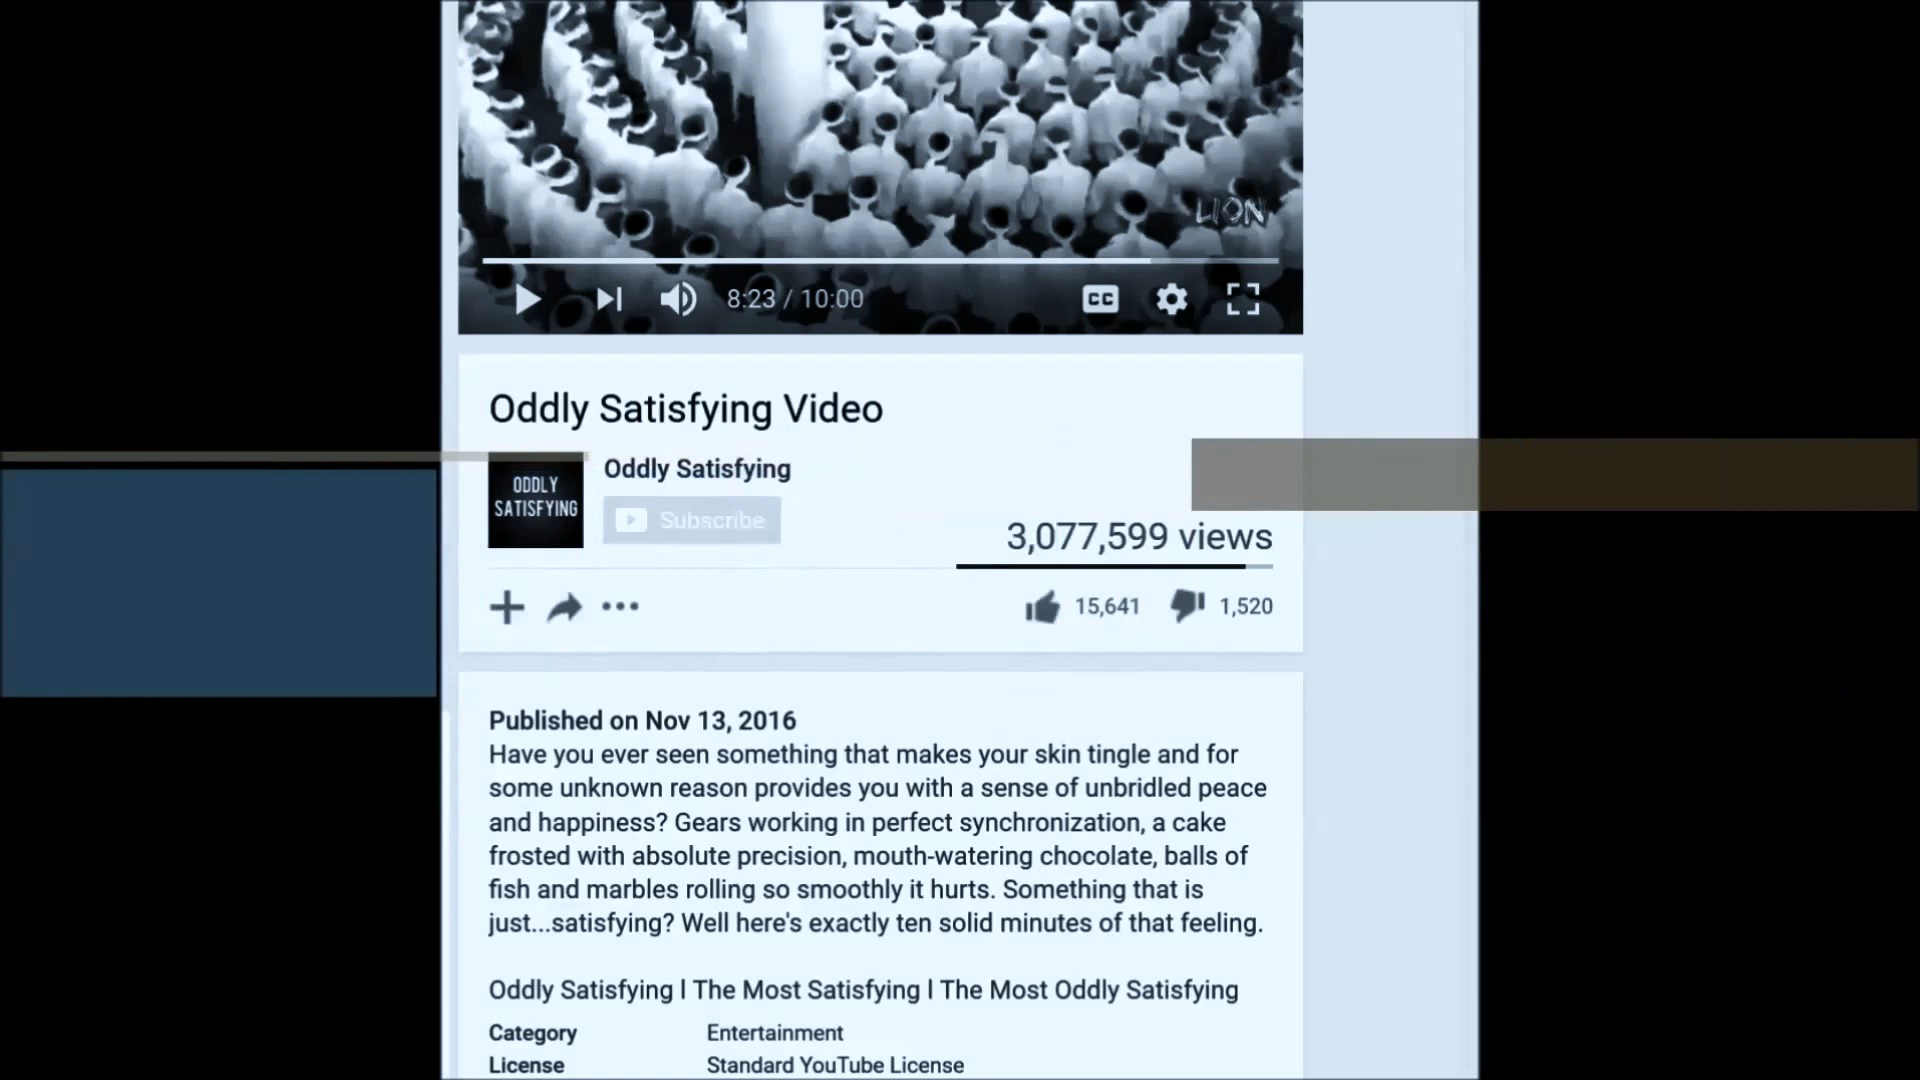 LION
8:23 / 10:00
CC
Oddly Satisfying Video
ODDLY
SATISFYING
Oddly Satisfying
Subscribe
3,077,599 views
15,641
1,520
Published on Nov 13, 2016
Have you ever seen something that makes your skin tingle and for
some unknown reason provides you with a sense of unbridled peace
and happiness? Gears working in perfect synchronization, a cake
frosted with absolute precision, mouth-watering chocolate, balls of
fish and marbles rolling so smoothly it hurts. Something that is
just...satisfying? Well here's exactly ten solid minutes of that feeling.
Oddly Satisfying l The Most Satisfying l The Most Oddly Satisfying
Category Entertainment
License Standard YouTube License